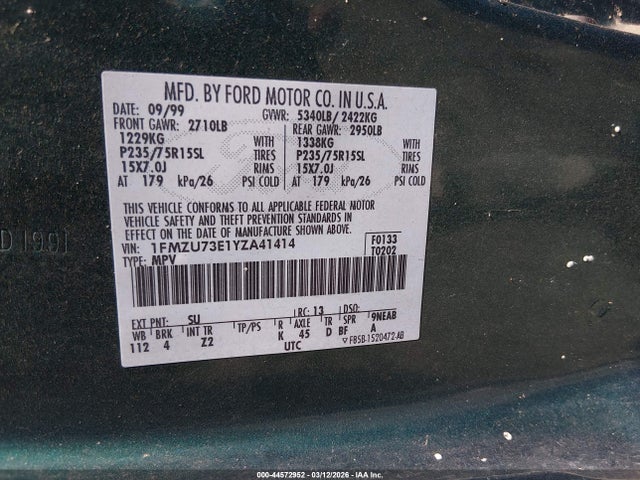 MFD. BY FORD MOTOR CO. IN U.S.A.
DATE: 09/99 GVWR: 5340LB/ 2422KG
FRONT GAWR: 2710LB REAR GAWR: 2950LB
1229KG WITH 1338KG WITH
P235/75R15SL TIRES P235/75R15SL TIRES
15X7.0J RIMS 15X7.0J RIMS
AT 179 kPa/26 PSI COLD AT 179 kPa/26 PSI COLD
THIS VEHICLE CONFORMS TO ALL APPLICABLE FEDERAL MOTOR
VEHICLE SAFETY AND THEFT PREVENTION STANDARDS IN
EFFECT ON THE DATE OF MANUFACTURE SHOWN ABOVE.
VIN: 1FMZU73E1YZA41414 F0133
TYPE: MPV T0202
EXT PNT: SU RC: 13 DSO:
WB BRK INT TR TP/PS R AXLE TR SPR 9NEAB
112 4 Z2 K 45 D BF A
UTC F85B-1520472-AB
D 1991
000-44572952 - 03/12/2026 - IAA Inc.